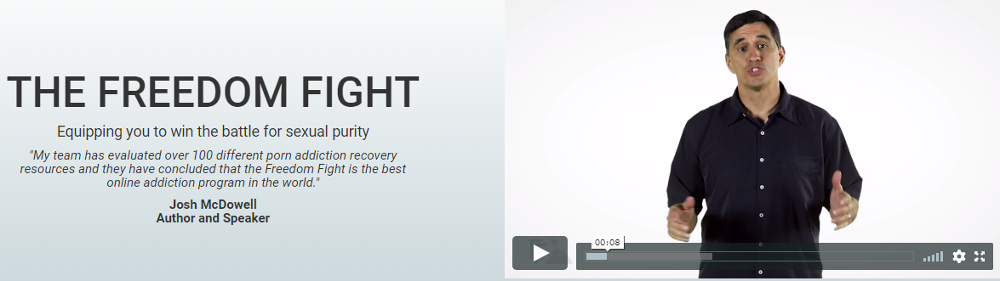 THE FREEDOM FIGHT
Equipping you to win the battle for sexual purity
"My team has evaluated over 100 different porn addiction recovery
resources and they have concluded that the Freedom Fight is the best
online addiction program in the world."
Josh McDowell
Author and Speaker
00:08